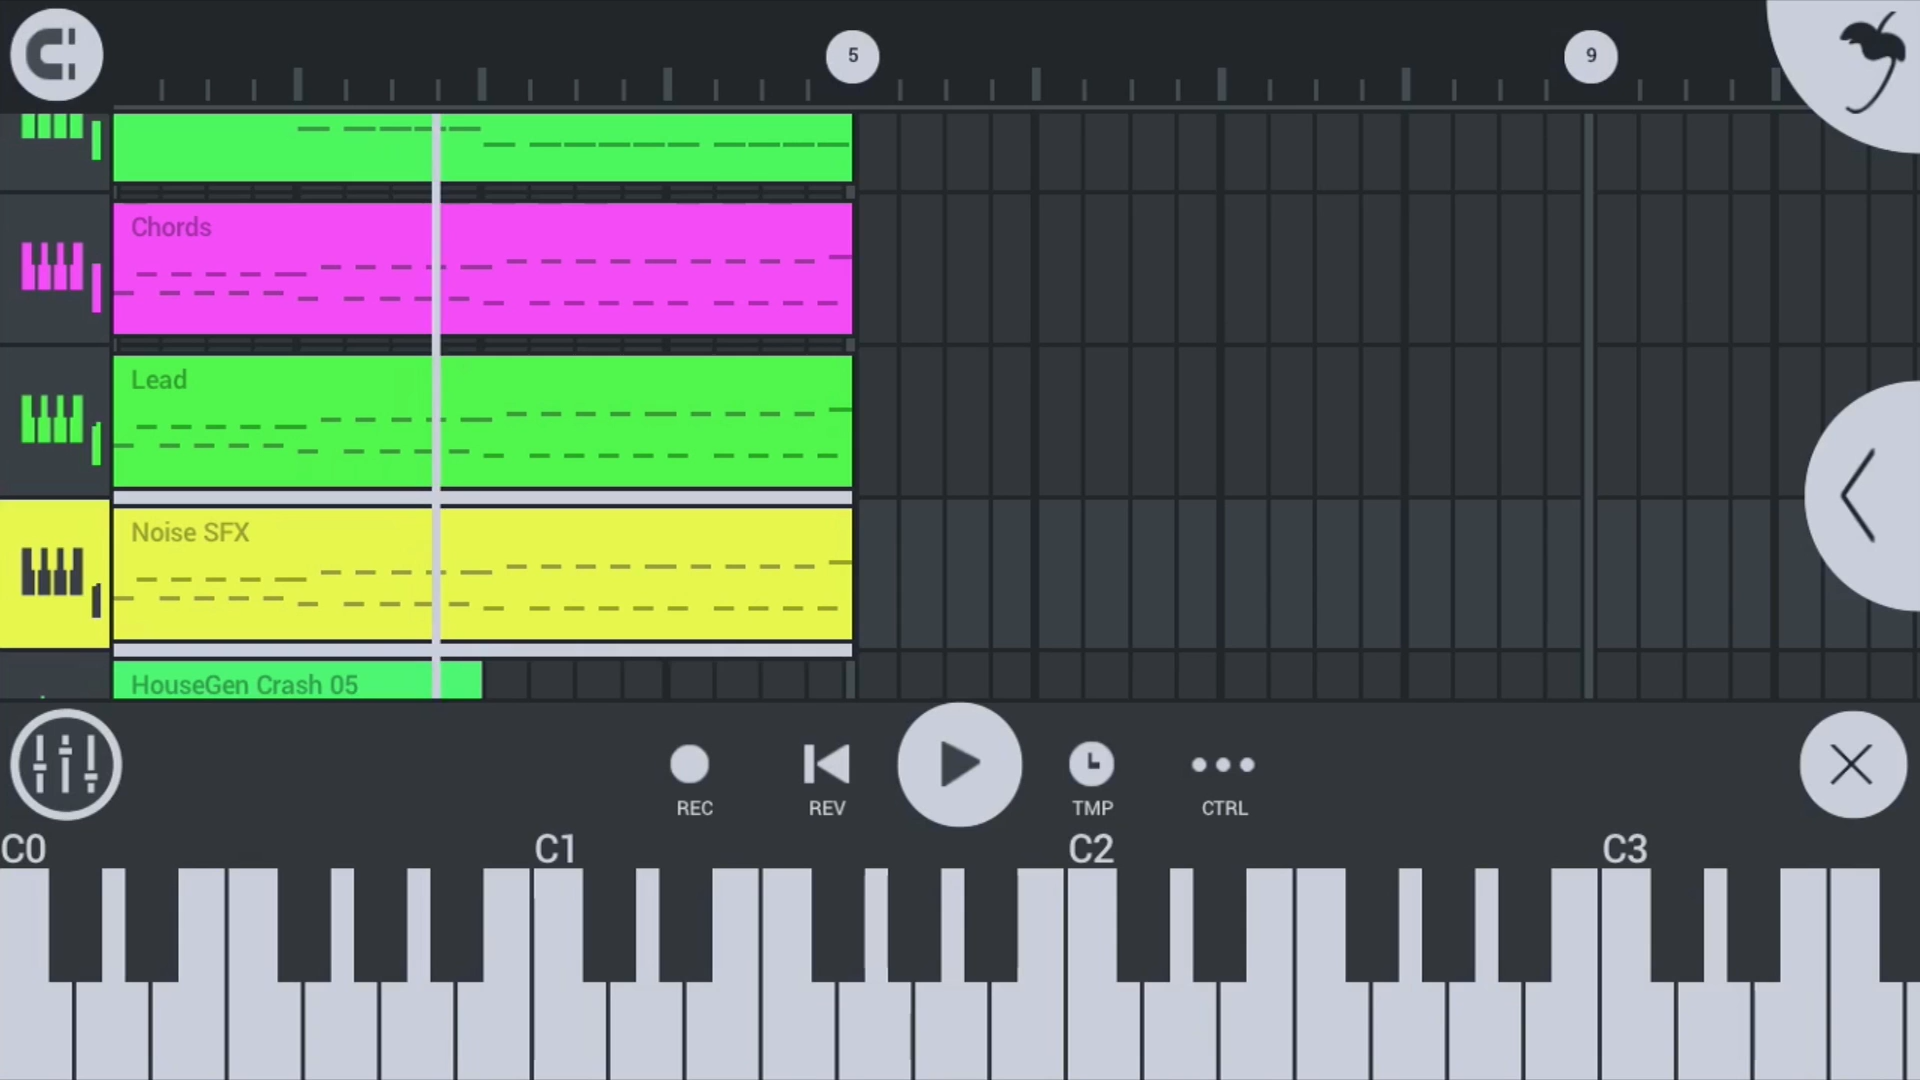 5
9
Chords
Lead
Noise SFX
HouseGen Crash 05
REC
REV
TMP
CTRL
C0
C1
C2
C3